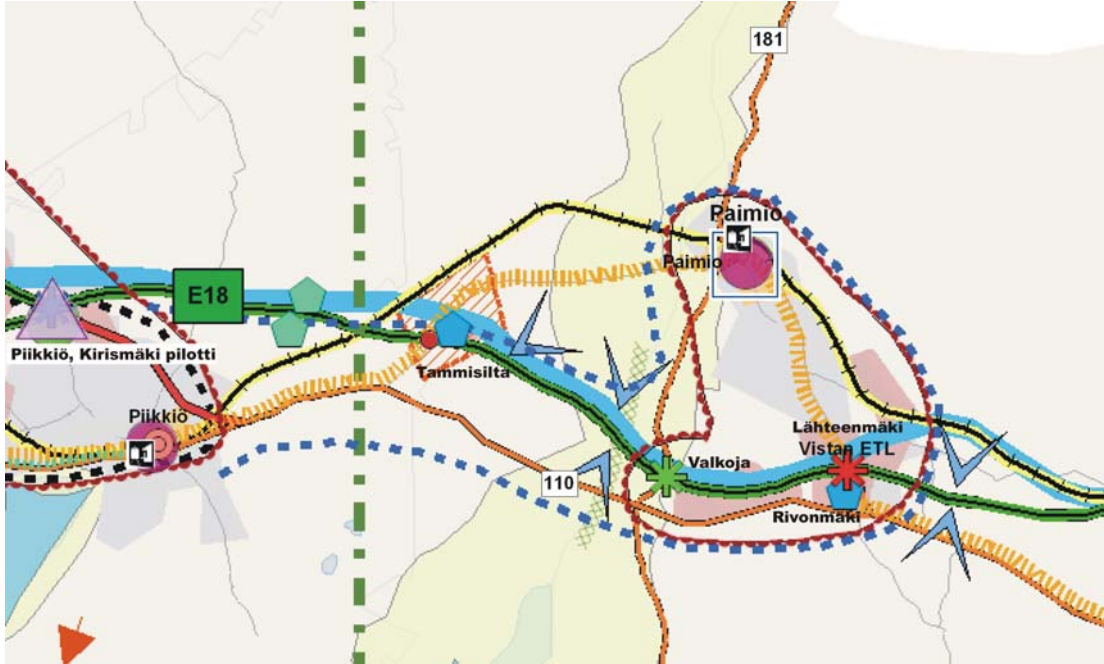 181
Paimio
Paimio
E18
Piikkiö, Kirismäki pilotti
Tammisilta
Piikkiö
Lähteenmäki
Vistan ETL
Valkoja
110
Rivonmäki